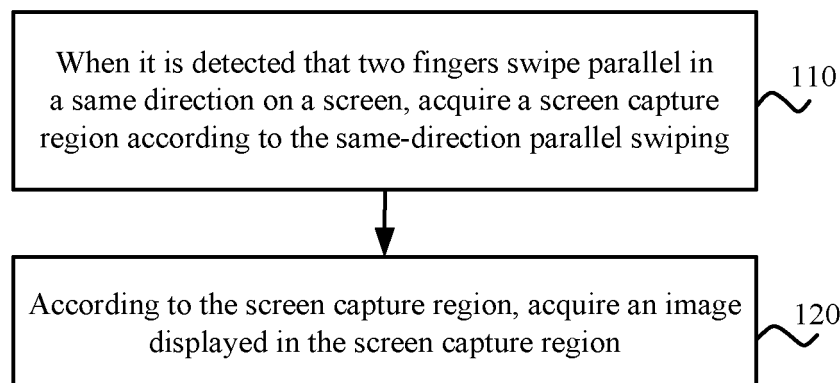 When it is detected that two fingers swipe parallel in
a same direction on a screen, acquire a screen capture
region according to the same-direction parallel swiping
110
According to the screen capture region, acquire an image
displayed in the screen capture region
120